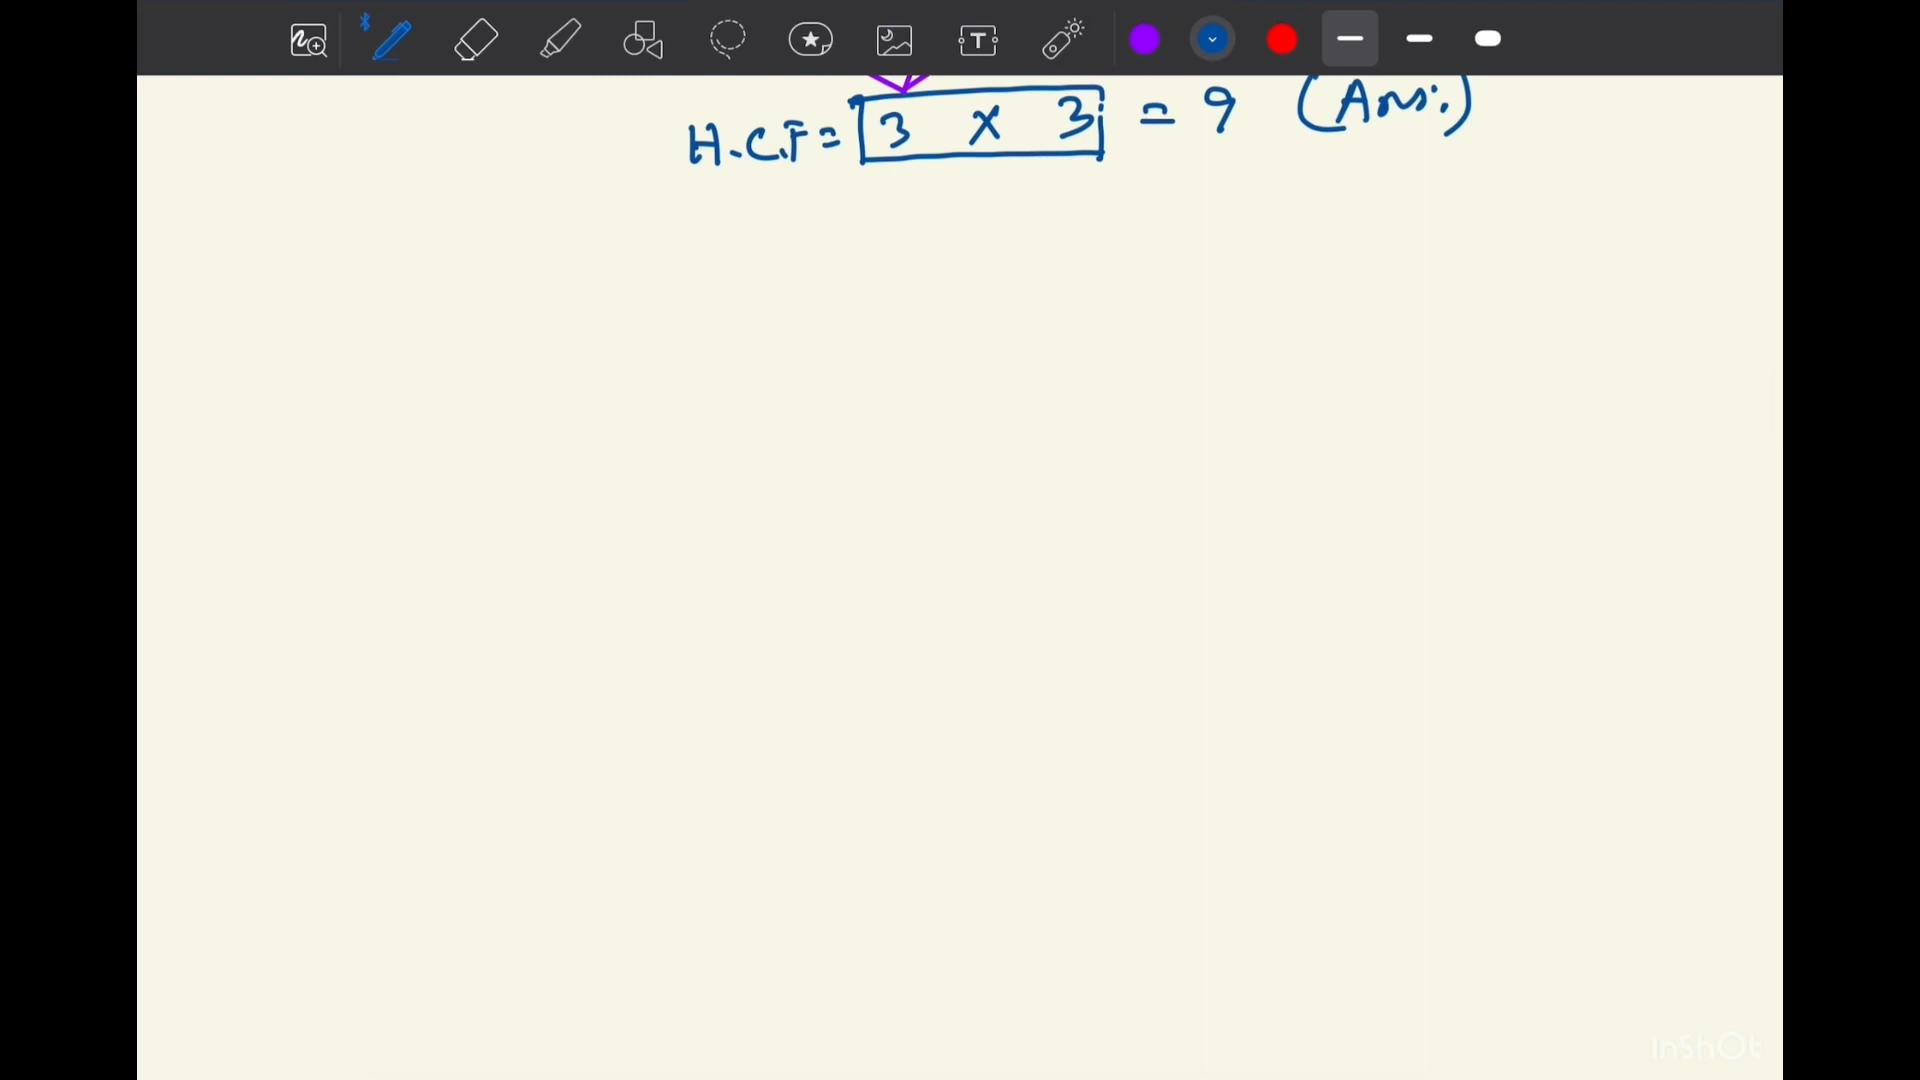 H.C.F = 3 x 3 = 9 (Ans:)
InShOt